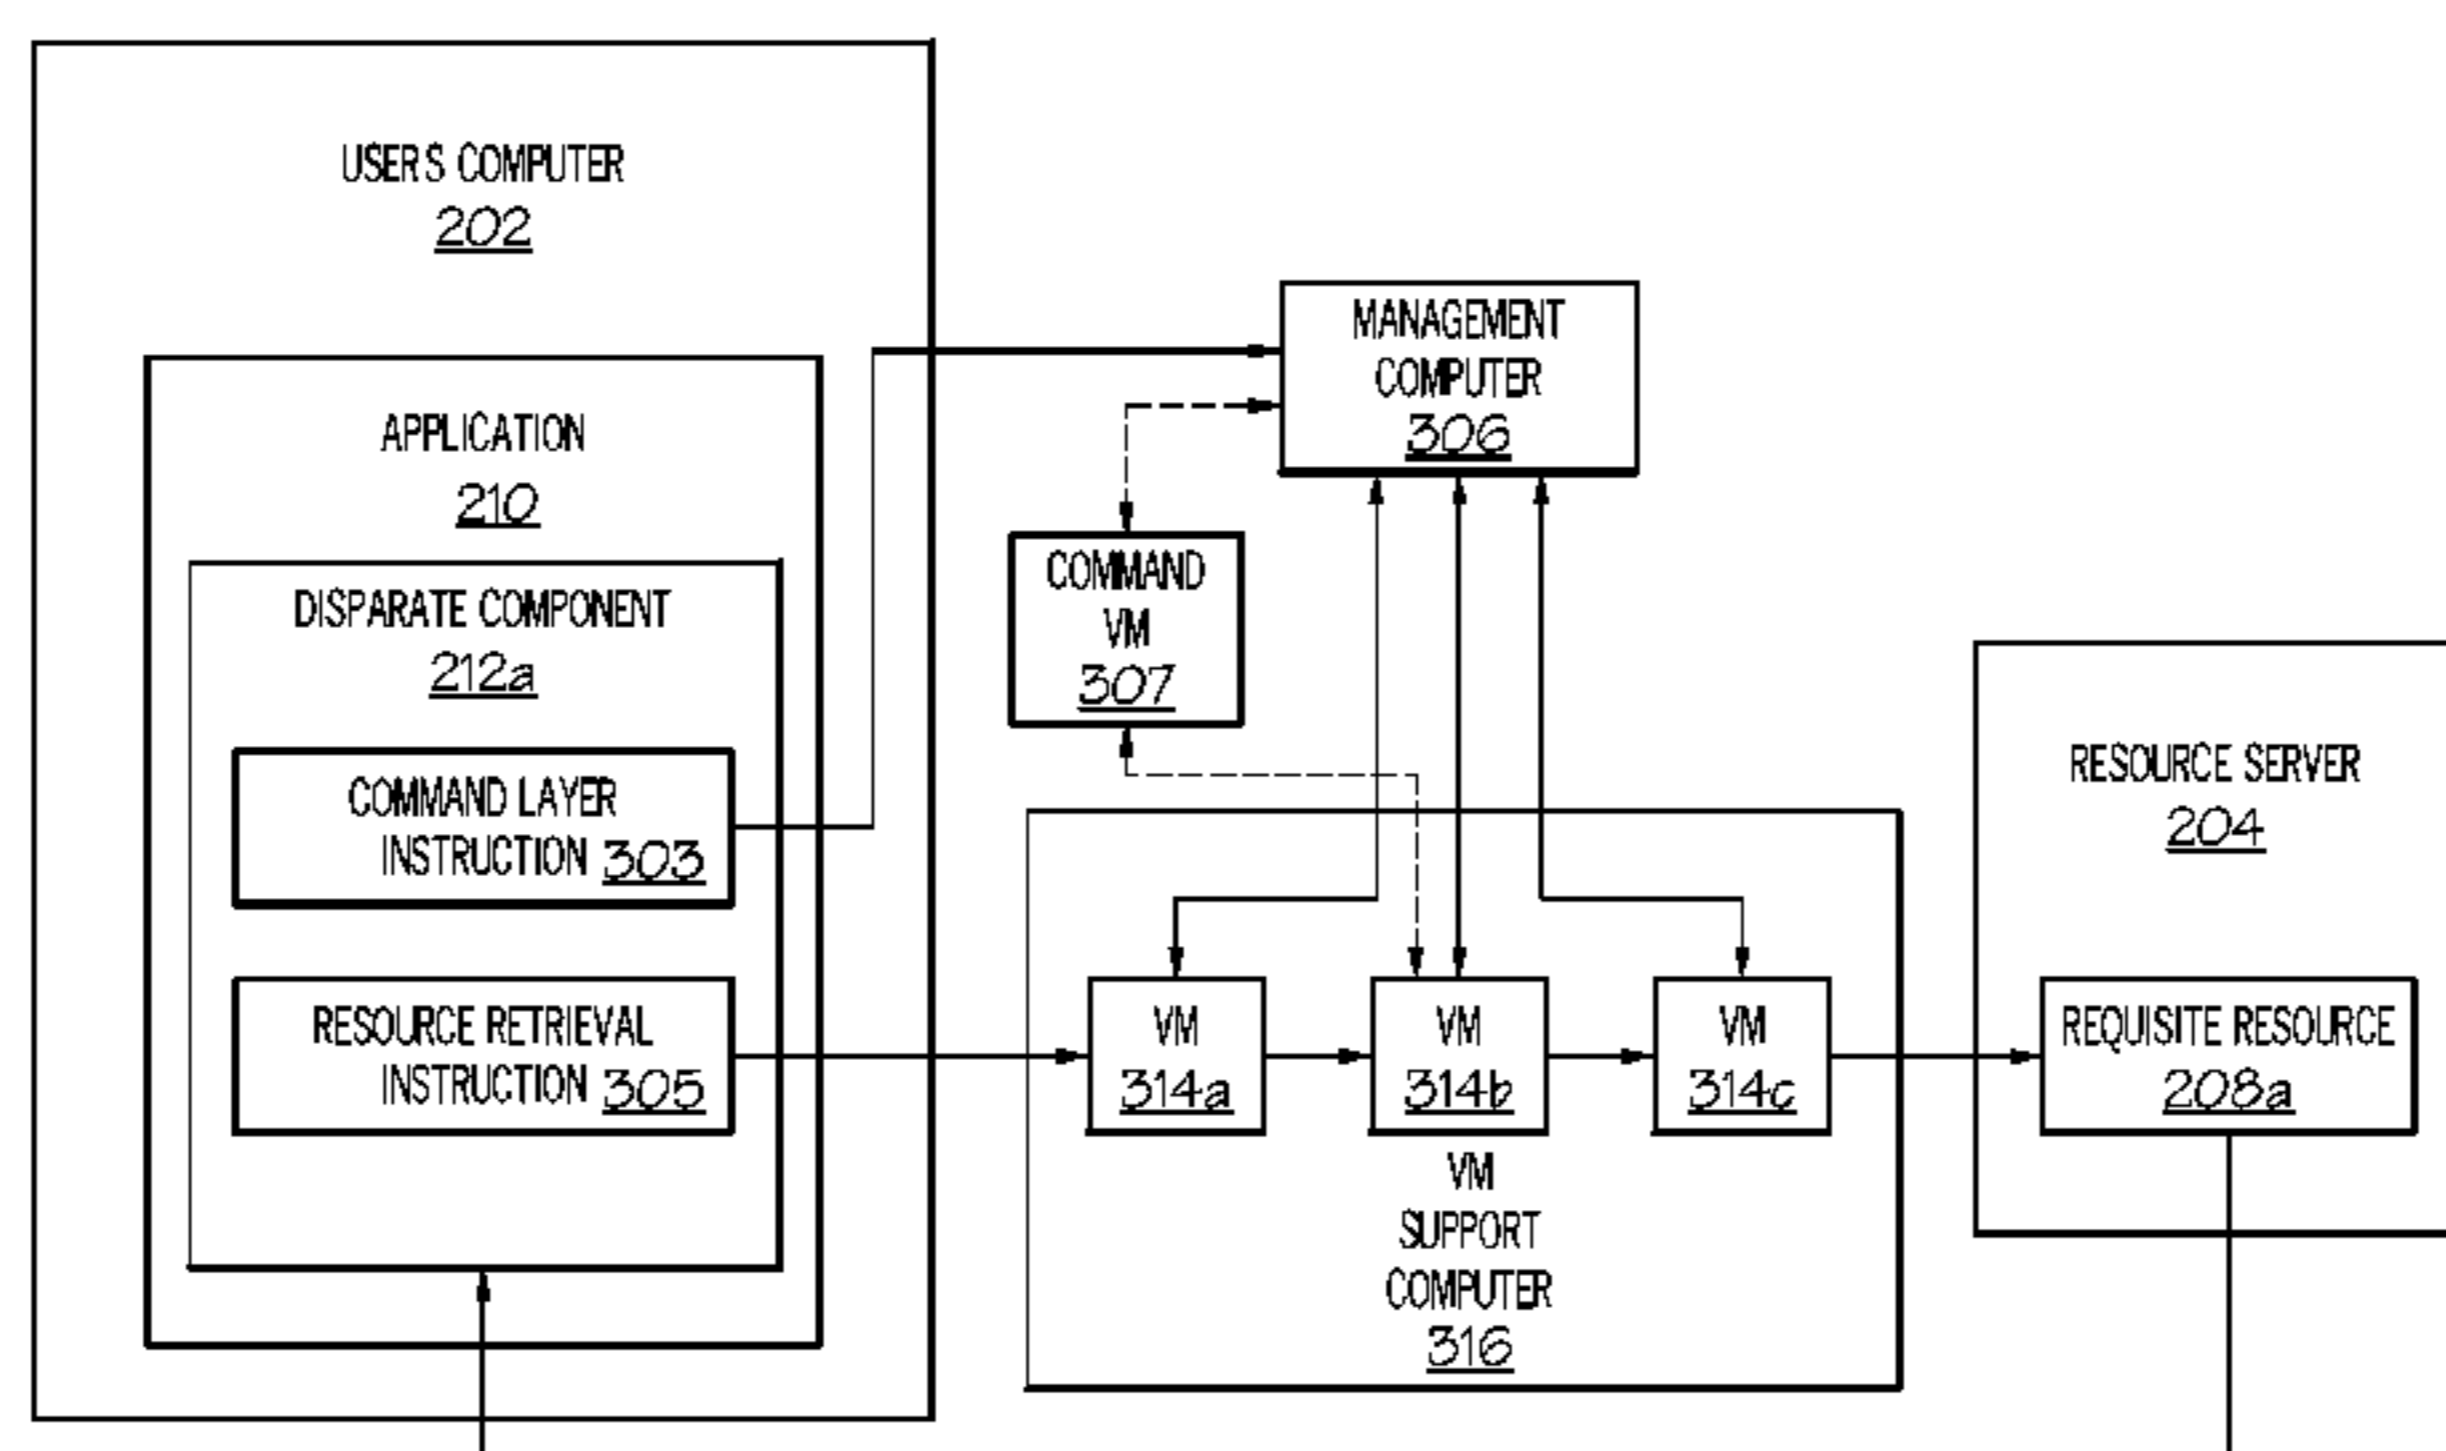 USERS COMPUTER
202
APPLICATION
210
DISPARATE COMPONENT
212a
COMMAND LAYER
INSTRUCTION 303
RESOURCE RETRIEVAL
INSTRUCTION 305
MANAGEMENT
COMPUTER
306
COMMAND
VM
307
VM
314a
VM
314b
VM
314c
VM
SUPPORT
COMPUTER
316
RESOURCE SERVER
204
REQUISITE RESOURCE
208a